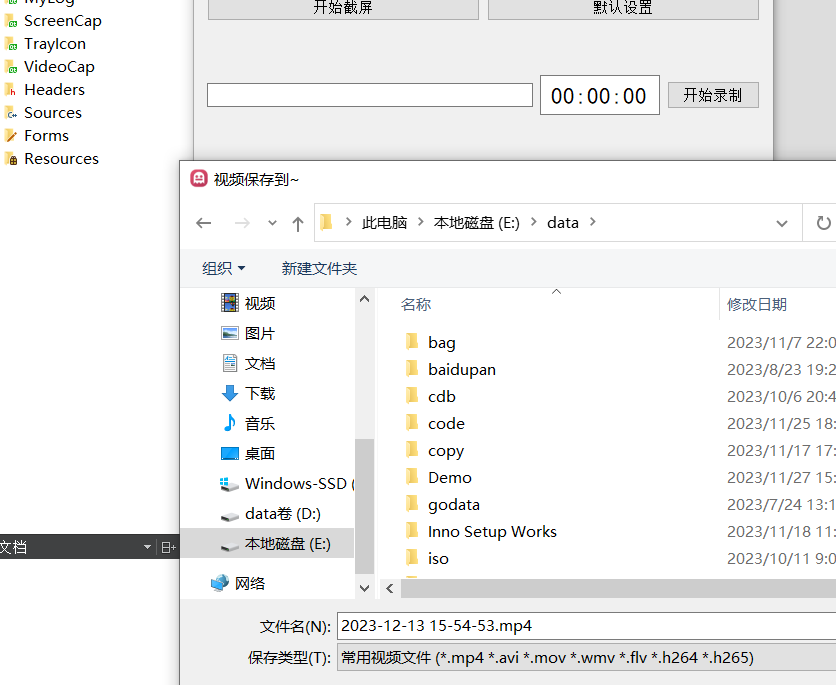 MyLog
ScreenCap
TrayIcon
VideoCap
Headers
Sources
Forms
Resources
文档
开始截屏
默认设置
00:00:00
开始录制
视频保存到~
此电脑 本地磁盘 (E:) data
组织 新建文件夹
视频
图片
文档
下载
音乐
桌面
Windows-SSD (
data卷 (D:)
本地磁盘 (E:)
网络
名称 修改日期
bag 2023/11/7 22:0
baidupan 2023/8/23 19:2
cdb 2023/10/6 20:4
code 2023/11/25 18:
copy 2023/11/17 17:
Demo 2023/11/27 15:
godata 2023/7/24 13:1
Inno Setup Works 2023/11/18 11:
iso 2023/10/11 9:0
文件名(N): 2023-12-13 15-54-53.mp4
保存类型(T): 常用视频文件 (*.mp4 *.avi *.mov *.wmv *.flv *.h264 *.h265)